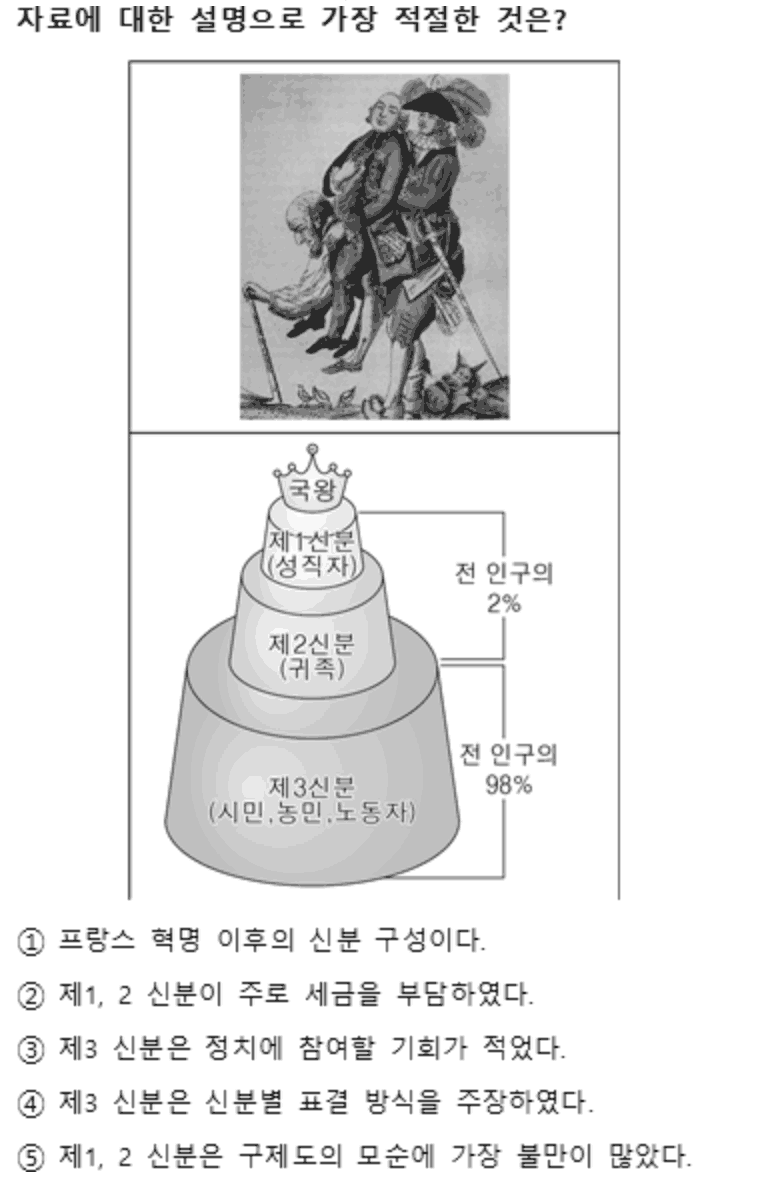 자료에 대한 설명으로 가장 적절한 것은?
국왕
제1신분
(성직자)
전 인구의
2%
제2신분
(귀족)
전 인구의
98%
제3신분
(시민,농민,노동자)
① 프랑스 혁명 이후의 신분 구성이다.
② 제1, 2 신분이 주로 세금을 부담하였다.
③ 제3 신분은 정치에 참여할 기회가 적었다.
④ 제3 신분은 신분별 표결 방식을 주장하였다.
⑤ 제1, 2 신분은 구제도의 모순에 가장 불만이 많았다.